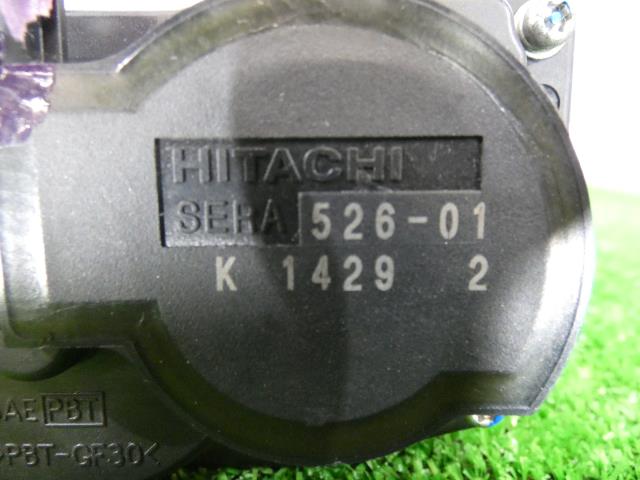 HITACHI
SERA 526-01
K 1429 2
AE PBT
PBT-GF30<